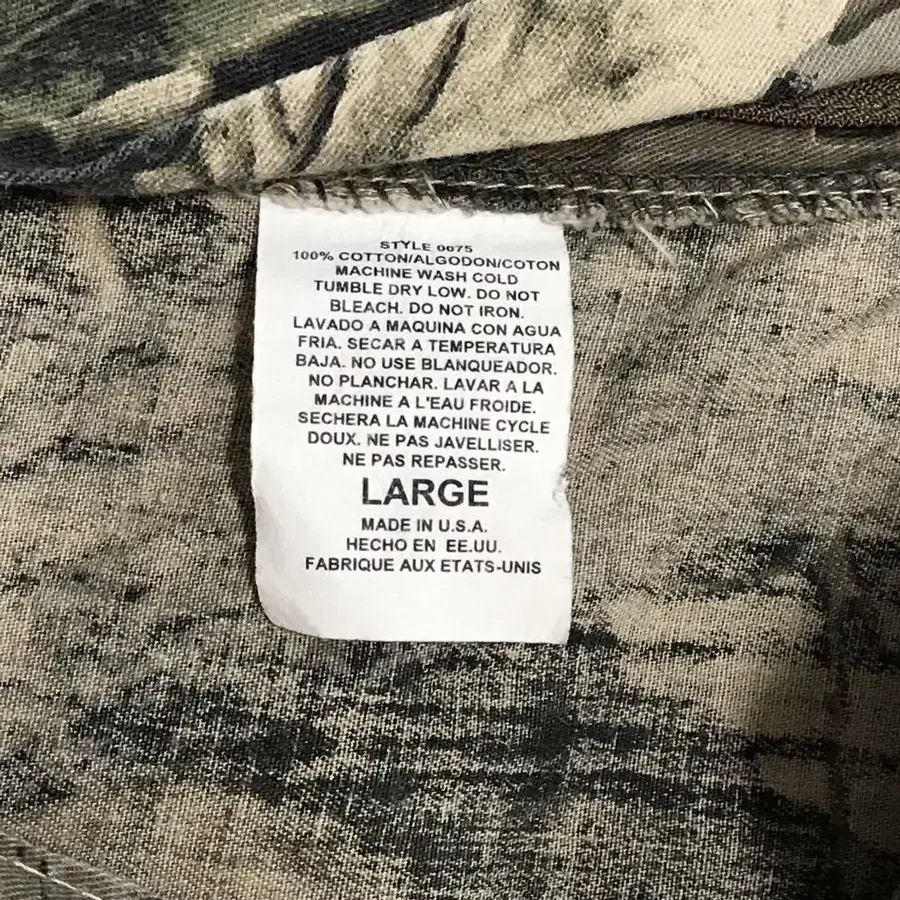 STYLE 0075
100% COTTON/ALGODON/COTON
MACHINE WASH COLD
TUMBLE DRY LOW. DO NOT
BLEACH. DO NOT IRON.
LAVADO A MAQUINA CON AGUA
FRIA. SECAR A TEMPERATURA
BAJA. NO USE BLANQUEADOR.
NO PLANCHAR. LAVAR A LA
MACHINE A L'EAU FROIDE.
SECHERA LA MACHINE CYCLE
DOUX. NE PAS JAVELLISER.
NE PAS REPASSER.
LARGE
MADE IN U.S.A.
HECHO EN EE.UU.
FABRIQUE AUX ETATS-UNIS